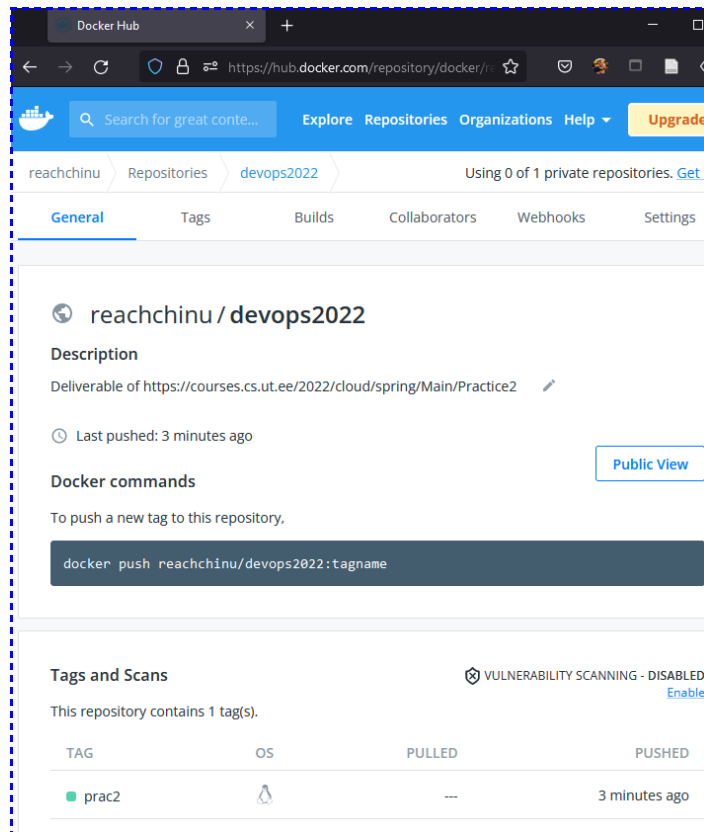 Docker Hub
https://hub.docker.com/repository/docker/re
Search for great conte...
Explore Repositories Organizations Help
Upgrade
reachchinu Repositories devops2022
Using 0 of 1 private repositories. Get
General Tags Builds Collaborators Webhooks Settings
reachchinu / devops2022
Description
Deliverable of https://courses.cs.ut.ee/2022/cloud/spring/Main/Practice2
Last pushed: 3 minutes ago
Public View
Docker commands
To push a new tag to this repository,
docker push reachchinu/devops2022:tagname
Tags and Scans
VULNERABILITY SCANNING - DISABLED
Enable
This repository contains 1 tag(s).
TAG OS PULLED PUSHED
prac2 --- 3 minutes ago